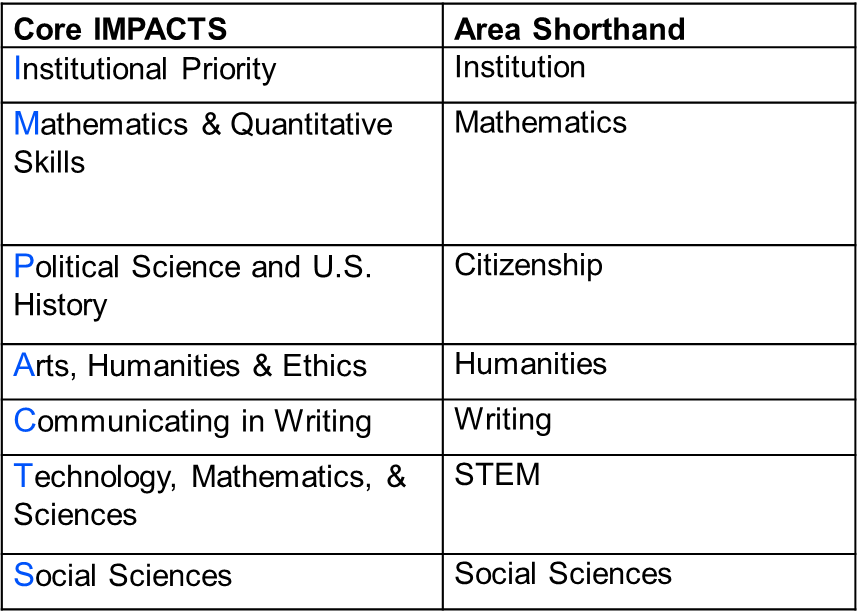 Core IMPACTS Area Shorthand
Institutional Priority Institution
Mathematics & Quantitative Mathematics
Skills
Political Science and U.S. Citizenship
History
Arts, Humanities & Ethics Humanities
Communicating in Writing Writing
Technology, Mathematics, & STEM
Sciences
Social Sciences Social Sciences